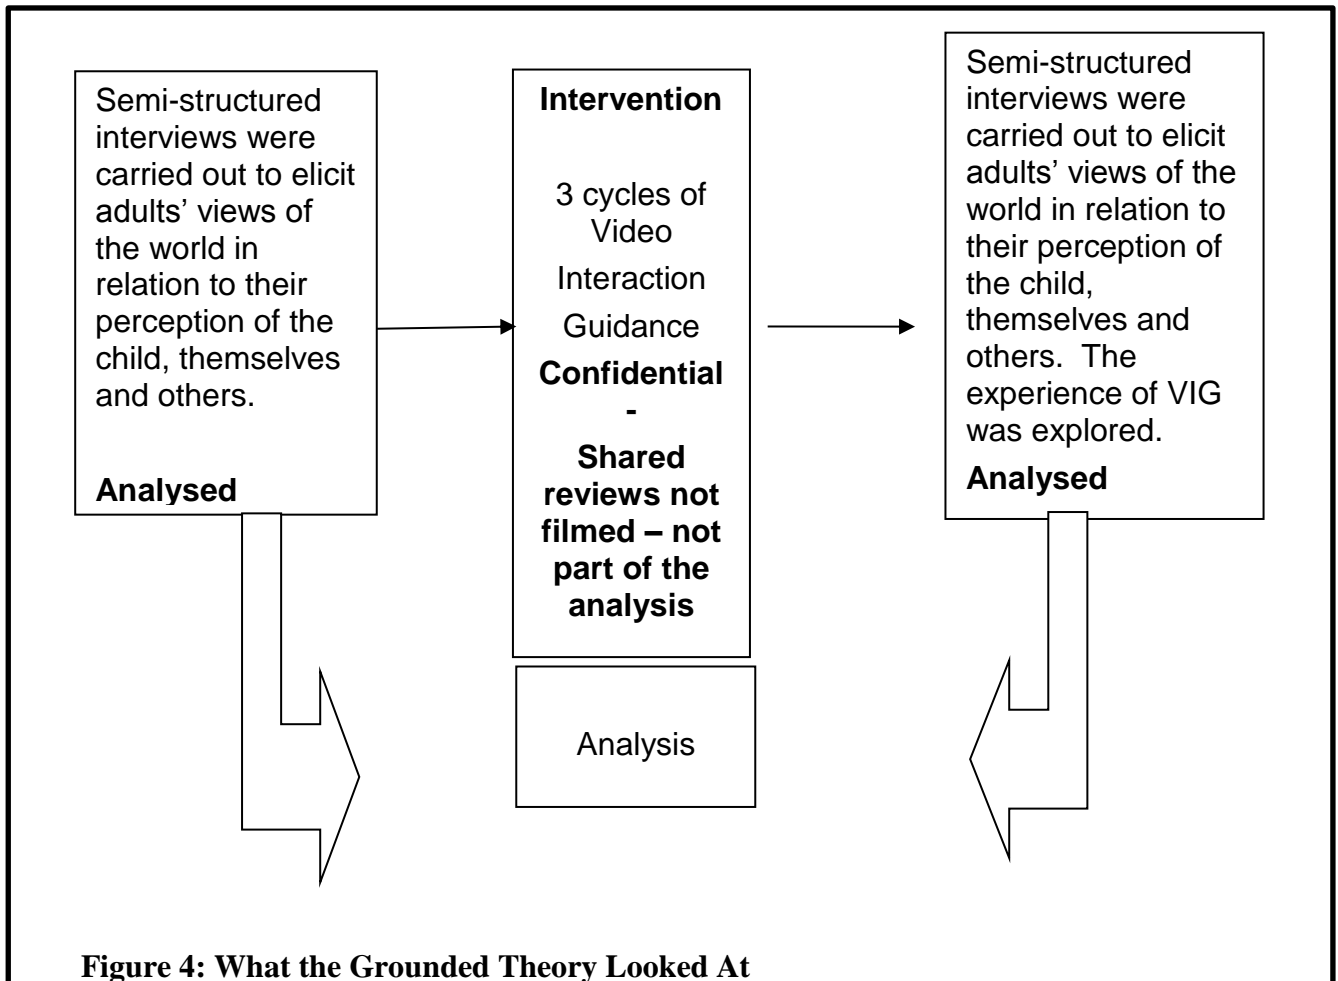 Semi-structured
interviews were
carried out to elicit
adults’ views of
the world in
relation to their
perception of the
child, themselves
and others.
Analysed
Intervention
3 cycles of
Video
Interaction
Guidance
Confidential
-
Shared
reviews not
filmed – not
part of the
analysis
Analysis
Semi-structured
interviews were
carried out to elicit
adults’ views of the
world in relation to
their perception of
the child,
themselves and
others.  The
experience of VIG
was explored.
Analysed
Figure 4: What the Grounded Theory Looked At